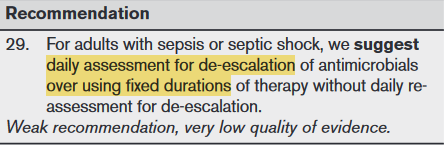 Recommendation
29. For adults with sepsis or septic shock, we suggest
daily assessment for de-escalation of antimicrobials
over using fixed durations of therapy without daily re-
assessment for de-escalation.
Weak recommendation, very low quality of evidence.